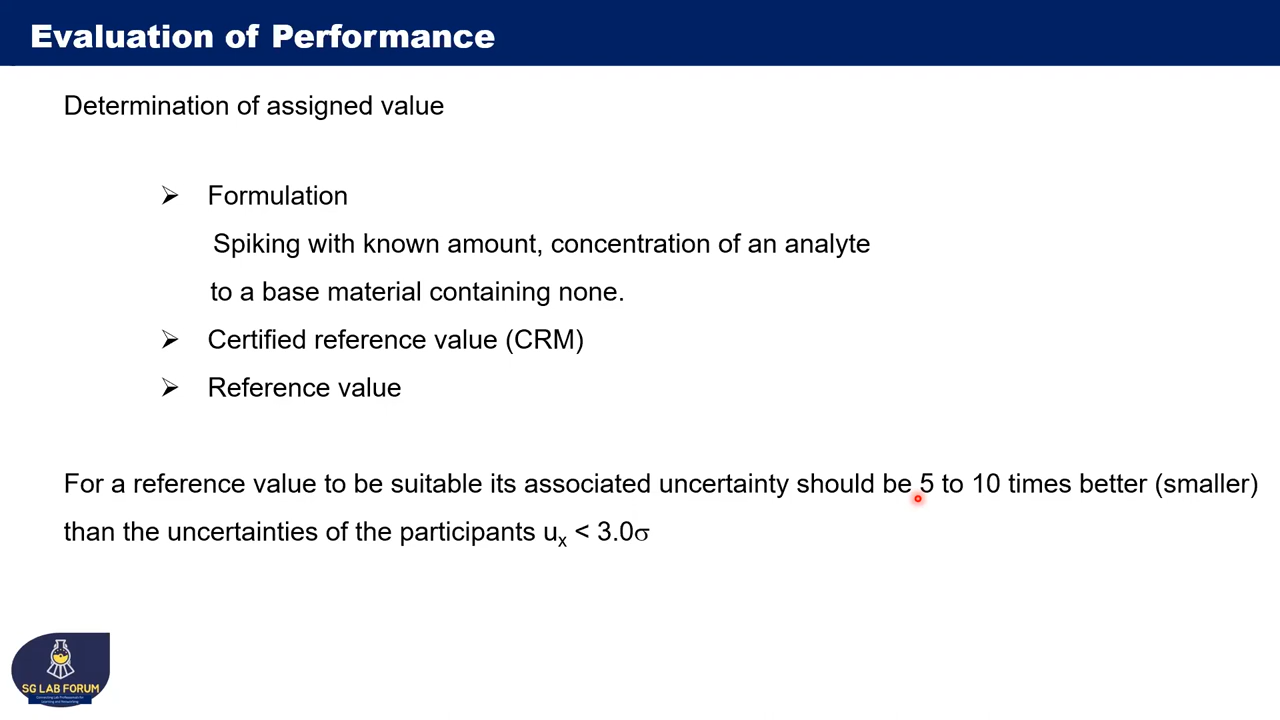 Evaluation of Performance
Determination of assigned value
➢ Formulation
Spiking with known amount, concentration of an analyte
to a base material containing none.
➢ Certified reference value (CRM)
➢ Reference value
For a reference value to be suitable its associated uncertainty should be 5 to 10 times better (smaller)
than the uncertainties of the participants uₓ < 3.0σ
SG LAB FORUM